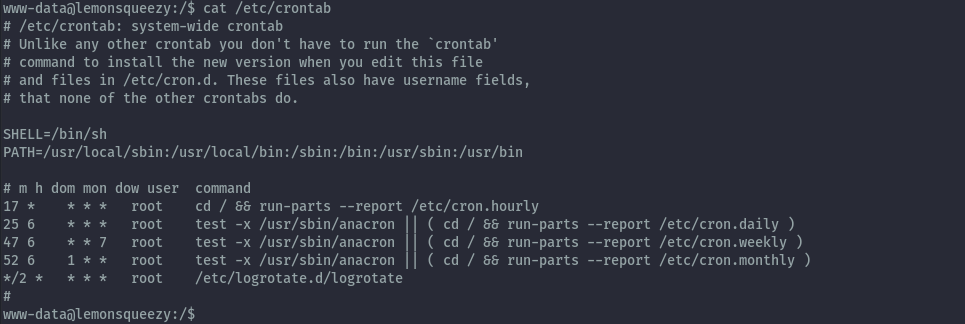 www-data@lemonsqueezy:/$ cat /etc/crontab
# /etc/crontab: system-wide crontab
# Unlike any other crontab you don't have to run the `crontab'
# command to install the new version when you edit this file
# and files in /etc/cron.d. These files also have username fields,
# that none of the other crontabs do.

SHELL=/bin/sh
PATH=/usr/local/sbin:/usr/local/bin:/sbin:/bin:/usr/sbin:/usr/bin

# m h dom mon dow user  command
17 *    * * *   root    cd / && run-parts --report /etc/cron.hourly
25 6    * * *   root    test -x /usr/sbin/anacron || ( cd / && run-parts --report /etc/cron.daily )
47 6    * * 7   root    test -x /usr/sbin/anacron || ( cd / && run-parts --report /etc/cron.weekly )
52 6    1 * *   root    test -x /usr/sbin/anacron || ( cd / && run-parts --report /etc/cron.monthly )
*/2 *   * * *   root    /etc/logrotate.d/logrotate
#
www-data@lemonsqueezy:/$